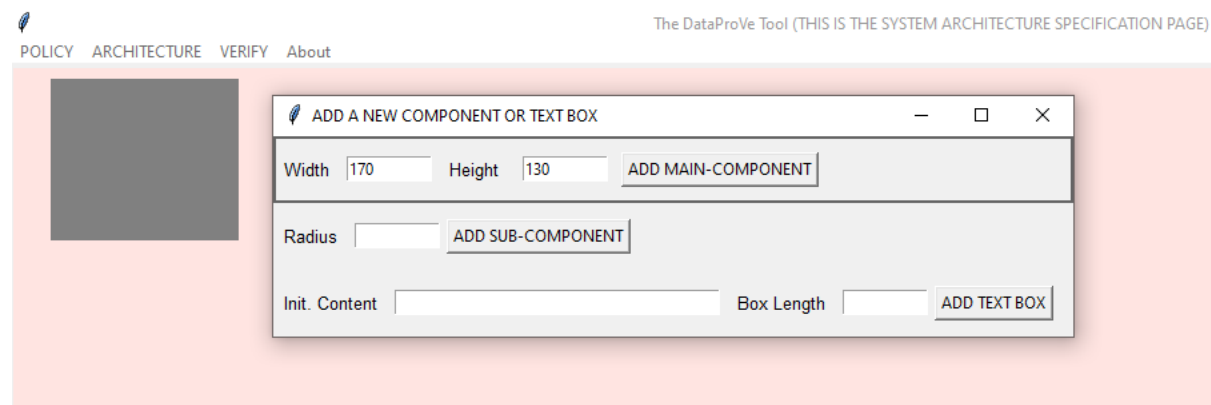 The DataProVe Tool (THIS IS THE SYSTEM ARCHITECTURE SPECIFICATION PAGE)
POLICY ARCHITECTURE VERIFY About
ADD A NEW COMPONENT OR TEXT BOX
Width 170 Height 130 ADD MAIN-COMPONENT
Radius ADD SUB-COMPONENT
Init. Content Box Length ADD TEXT BOX